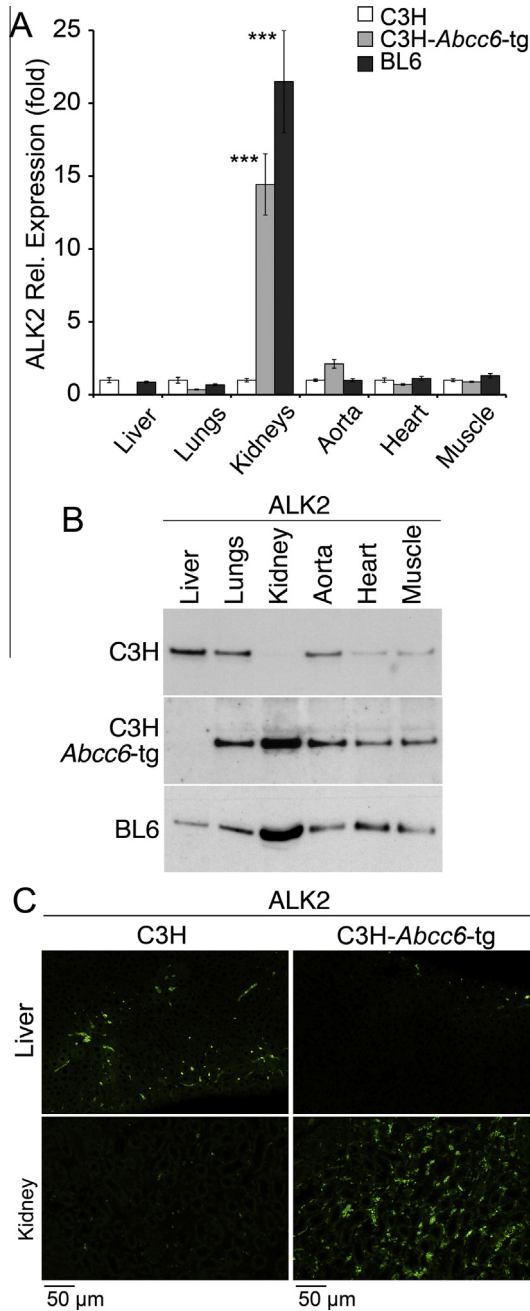 A
C3H
C3H-Abcc6-tg
BL6
ALK2 Rel. Expression (fold)
25
20
15
10
5
0
***
***
Liver
Lungs
Kidneys
Aorta
Heart
Muscle
B
ALK2
Liver
Lungs
Kidney
Aorta
Heart
Muscle
C3H
C3H
Abcc6-tg
BL6
C
ALK2
C3H
C3H-Abcc6-tg
Liver
Kidney
50 µm
50 µm